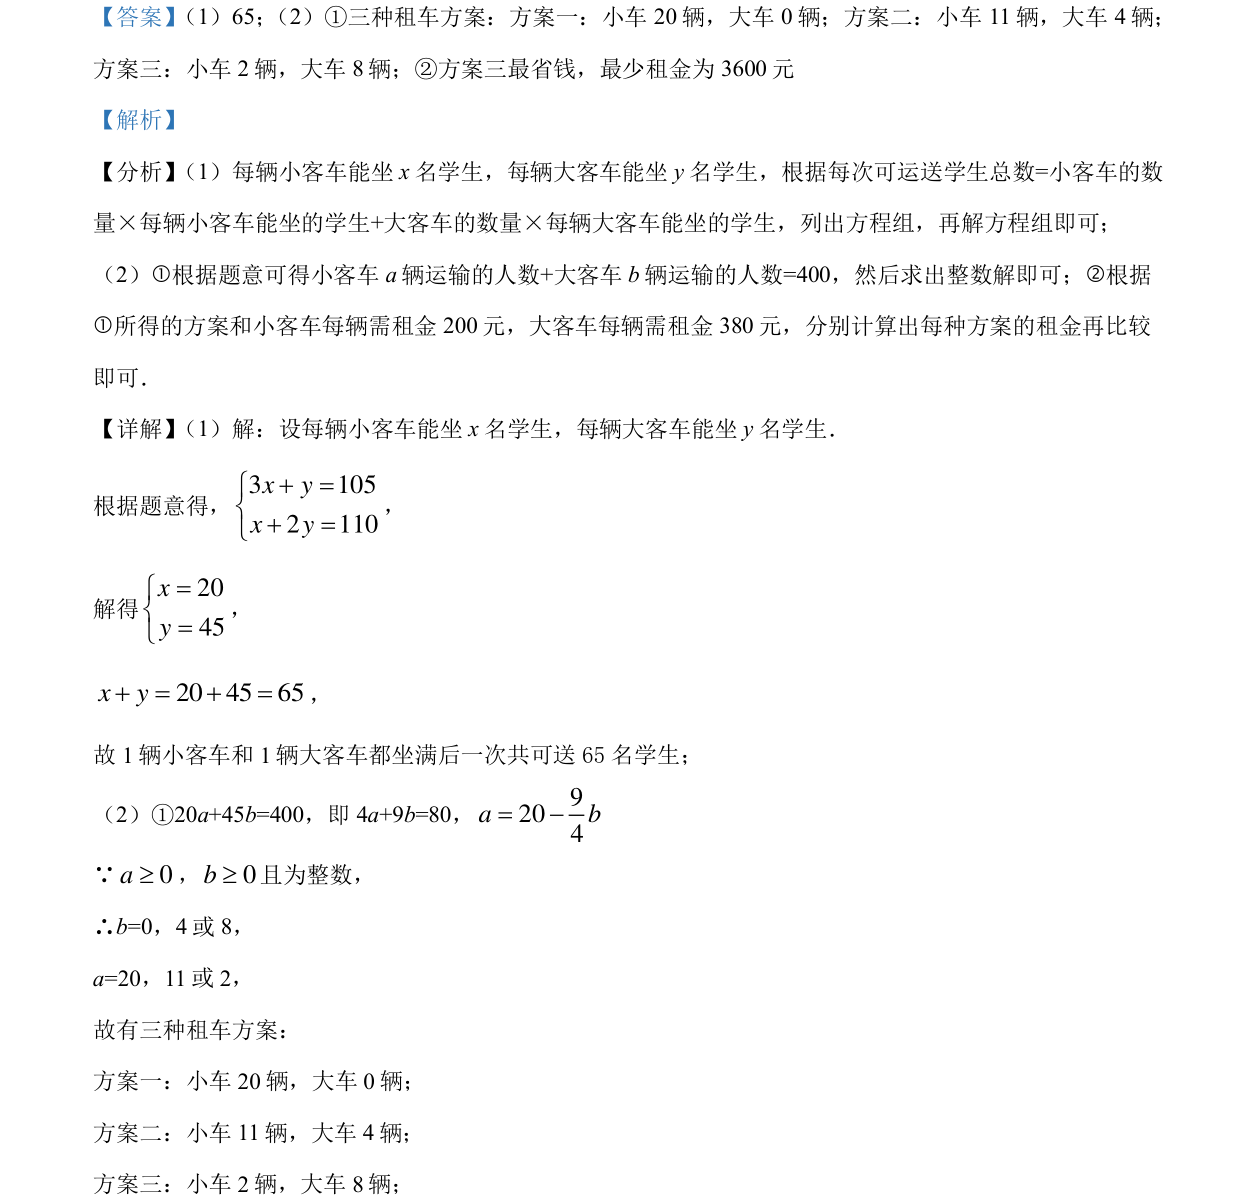 【答案】（1）65；（2）①三种租车方案：方案一：小车 20 辆，大车 0 辆；方案二：小车 11 辆，大车 4 辆；
方案三：小车 2 辆，大车 8 辆；②方案三最省钱，最少租金为 3600 元
【解析】
【分析】（1）每辆小客车能坐 x 名学生，每辆大客车能坐 y 名学生，根据每次可运送学生总数=小客车的数
量×每辆小客车能坐的学生+大客车的数量×每辆大客车能坐的学生，列出方程组，再解方程组即可；
（2）①根据题意可得小客车 a 辆运输的人数+大客车 b 辆运输的人数=400，然后求出整数解即可；②根据
①所得的方案和小客车每辆需租金 200 元，大客车每辆需租金 380 元，分别计算出每种方案的租金再比较
即可．
【详解】（1）解：设每辆小客车能坐 x 名学生，每辆大客车能坐 y 名学生．
根据题意得，{3x+y=105
x+2y=110，
解得{x=20
y=45，
x+y=20+45=65，
故 1 辆小客车和 1 辆大客车都坐满后一次共可送 65 名学生；
（2）①20a+45b=400，即 4a+9b=80，a=20−9/4b
∵a≥0，b≥0且为整数，
∴b=0，4 或 8，
a=20，11 或 2，
故有三种租车方案：
方案一：小车 20 辆，大车 0 辆；
方案二：小车 11 辆，大车 4 辆；
方案三：小车 2 辆，大车 8 辆；